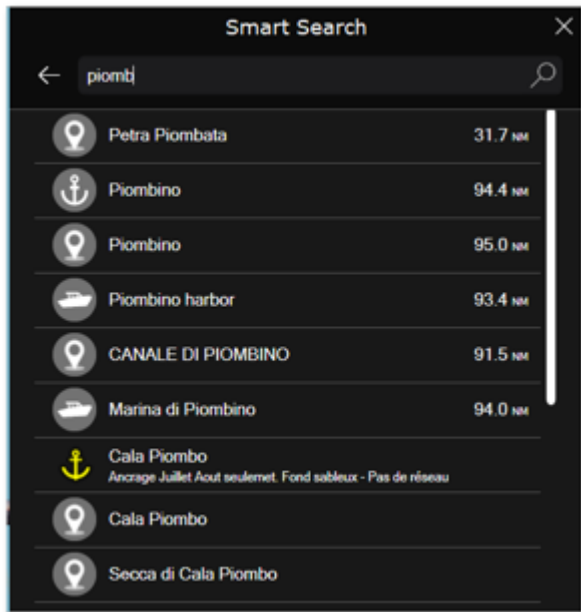 Smart Search
piomb
Petra Piombata 31.7 NM
Piombino 94.4 NM
Piombino 95.0 NM
Piombino harbor 93.4 NM
CANALE DI PIOMBINO 91.5 NM
Marina di Piombino 94.0 NM
Cala Piombo
Ancrage Juillet Aout seulemet. Fond sableux - Pas de réseau
Cala Piombo
Secca di Cala Piombo